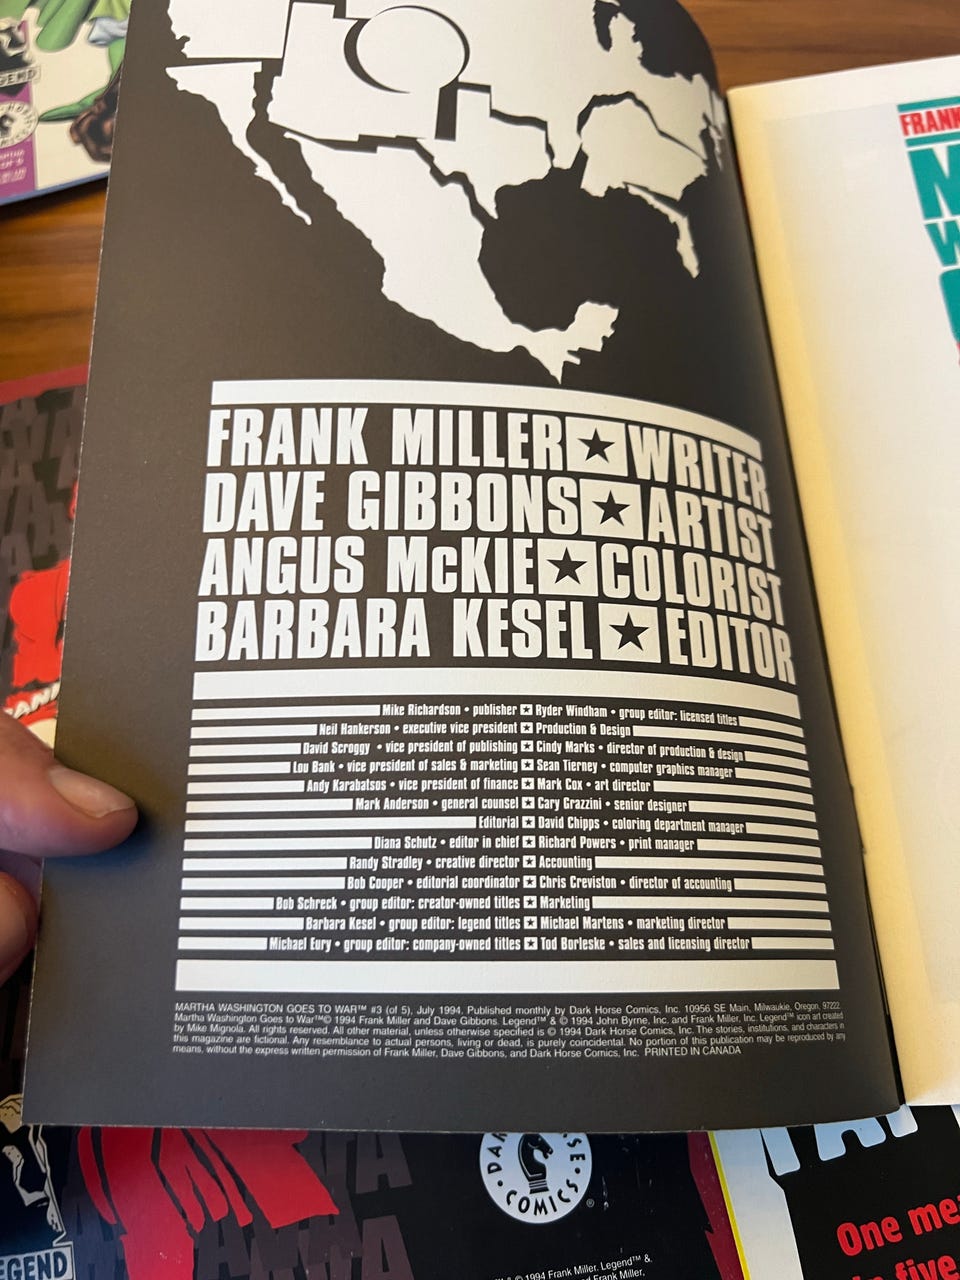 FRANK MILLER ★ WRITER
DAVE GIBBONS ★ ARTIST
ANGUS McKIE ★ COLORIST
BARBARA KESEL ★ EDITOR
Mike Richardson • publisher ★ Ryder Windham • group editor: licensed titles
Neil Hankerson • executive vice president ★ Production & Design
David Scroggy • vice president of publishing ★ Cindy Marks • director of production & design
Lou Bank • vice president of sales & marketing ★ Sean Tierney • computer graphics manager
Andy Karabatsos • vice president of finance ★ Mark Cox • art director
Mark Anderson • general counsel ★ Cary Grazzini • senior designer
Editorial ★ David Chipps • coloring department manager
Diana Schutz • editor in chief ★ Richard Powers • print manager
Randy Stradley • creative director ★ Accounting
Bob Cooper • editorial coordinator ★ Chris Creviston • director of accounting
Bob Schreck • group editor: creator-owned titles ★ Marketing
Barbara Kesel • group editor: legend titles ★ Michael Martens • marketing director
Michael Eury • group editor: company-owned titles ★ Tod Borleske • sales and licensing director
MARTHA WASHINGTON GOES TO WAR™ #3 (of 5), July 1994. Published monthly by Dark Horse Comics, Inc. 10956 SE Main, Milwaukie, Oregon, 97222.
Martha Washington Goes to War™© 1994 Frank Miller and Dave Gibbons. Legend™ & © 1994 John Byrne, Inc. and Frank Miller, Inc. Legend™ icon art created
by Mike Mignola. All rights reserved. All other material, unless otherwise specified is © 1994 Dark Horse Comics, Inc. The stories, institutions, and characters in
this magazine are fictional. Any resemblance to actual persons, living or dead, is purely coincidental. No portion of this publication may be reproduced by any
means, without the express written permission of Frank Miller, Dave Gibbons, and Dark Horse Comics, Inc. PRINTED IN CANADA
FRANK
COMICS
® & © 1994 Frank Miller. Legend™ &
© 1994 Dark Horse Comics, Inc. and Frank Miller,
One
five